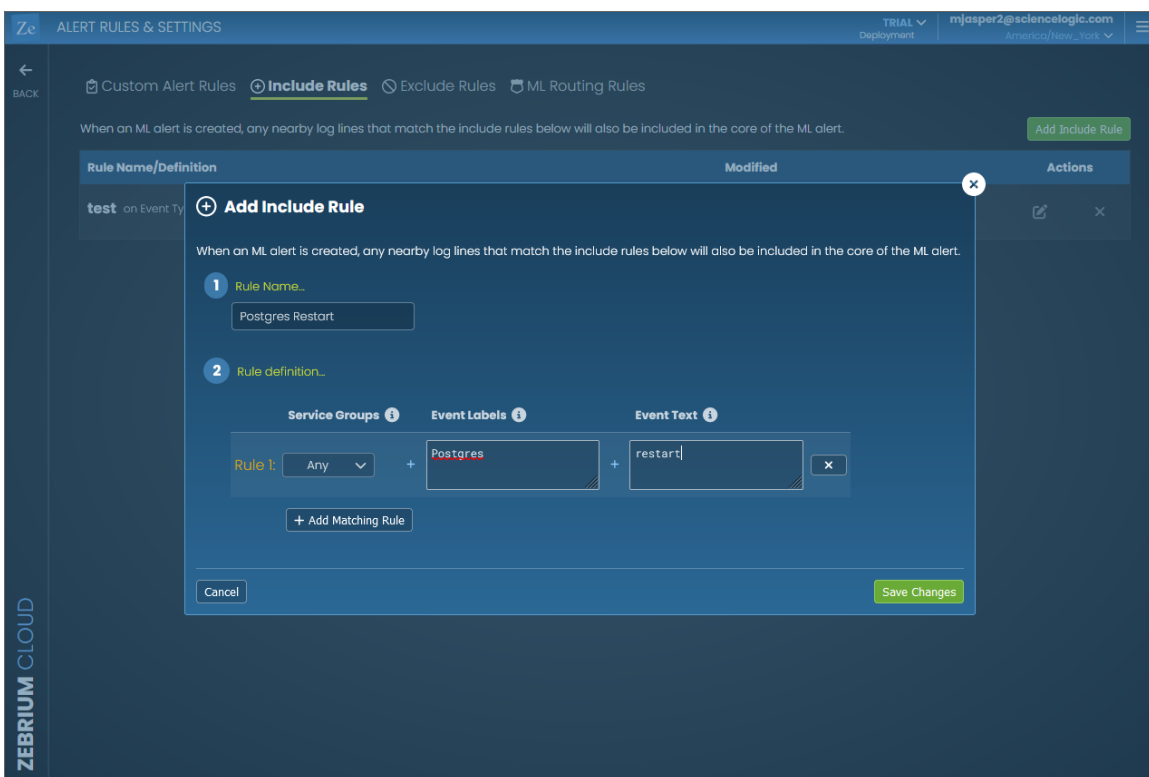 Ze ALERT RULES & SETTINGS TRIAL Deployment mjasper2@sciencelogic.com America/New_York
BACK
Custom Alert Rules Include Rules Exclude Rules ML Routing Rules
When an ML alert is created, any nearby log lines that match the include rules below will also be included in the core of the ML alert. Add Include Rule
Rule Name/Definition Modified Actions
test on Event Ty
Add Include Rule
When an ML alert is created, any nearby log lines that match the include rules below will also be included in the core of the ML alert.
1 Rule Name...
Postgres Restart
2 Rule definition...
Service Groups Event Labels Event Text
Rule 1: Any + Postgres + restart
+ Add Matching Rule
Cancel Save Changes
ZEBRIUM CLOUD